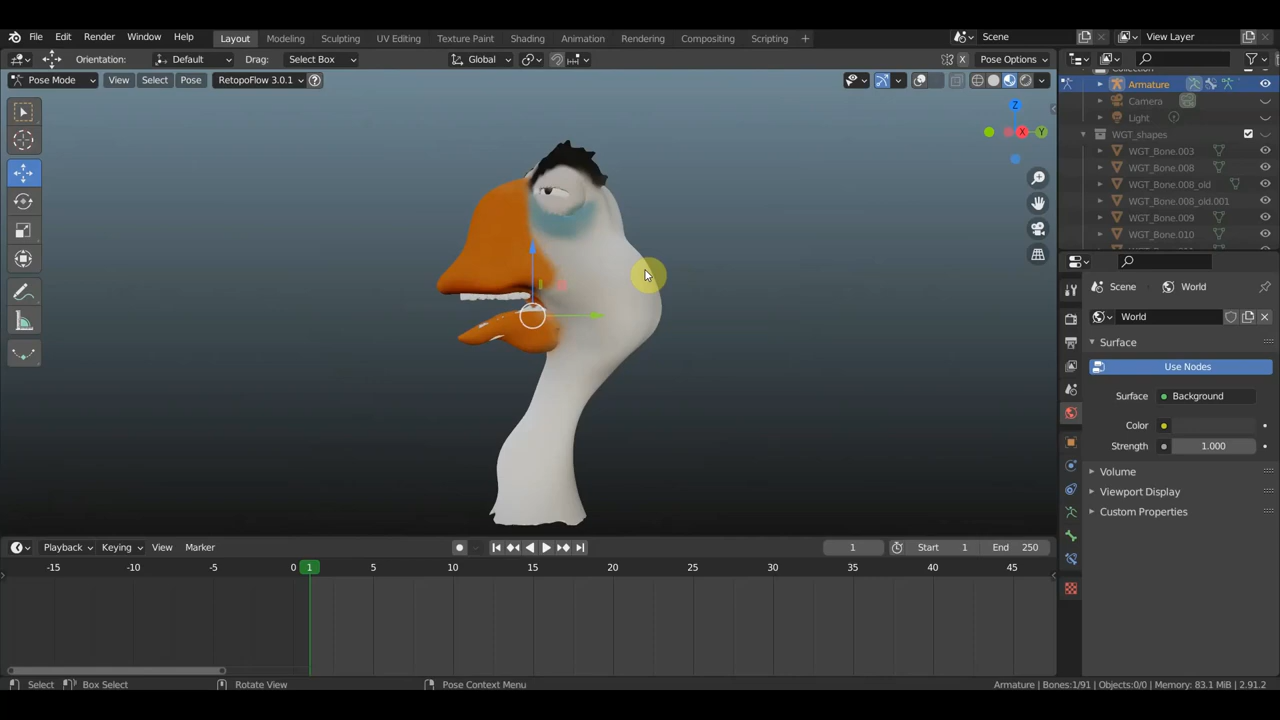 File Edit Render Window Help Layout Modeling Sculpting UV Editing Texture Paint Shading Animation Rendering Compositing Scripting + Scene View Layer
Orientation: Default Drag: Select Box Global X Pose Options
Pose Mode View Select Pose RetopoFlow 3.0.1
Collection
Armature
Camera
Light
WGT_shapes
WGT_Bone.003
WGT_Bone.008
WGT_Bone.008_old
WGT_Bone.008_old.001
WGT_Bone.009
WGT_Bone.010
Z
X
Y
Scene World
World
Surface
Use Nodes
Surface Background
Color
Strength 1.000
Volume
Viewport Display
Custom Properties
Playback Keying View Marker 1 Start 1 End 250
-15 -10 -5 0 1 5 10 15 20 25 30 35 40 45
Select Box Select Rotate View Pose Context Menu Armature | Bones:1/91 | Objects:0/0 | Memory: 83.1 MiB | 2.91.2